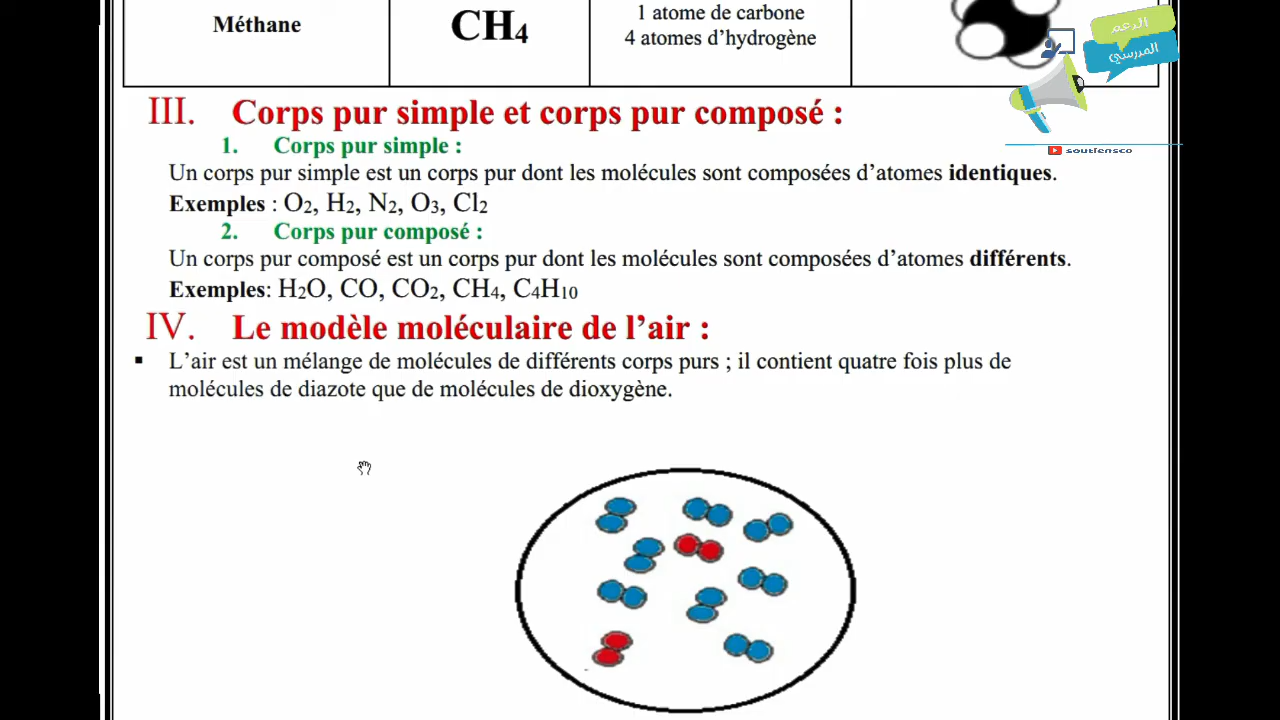 Méthane
CH4
1 atome de carbone
4 atomes d’hydrogène
الدعم
المدرسي
soutiensco
III. Corps pur simple et corps pur composé :
1. Corps pur simple :
Un corps pur simple est un corps pur dont les molécules sont composées d’atomes identiques.
Exemples : O2, H2, N2, O3, Cl2
2. Corps pur composé :
Un corps pur composé est un corps pur dont les molécules sont composées d’atomes différents.
Exemples: H2O, CO, CO2, CH4, C4H10
IV. Le modèle moléculaire de l’air :
▪ L’air est un mélange de molécules de différents corps purs ; il contient quatre fois plus de
molécules de diazote que de molécules de dioxygène.